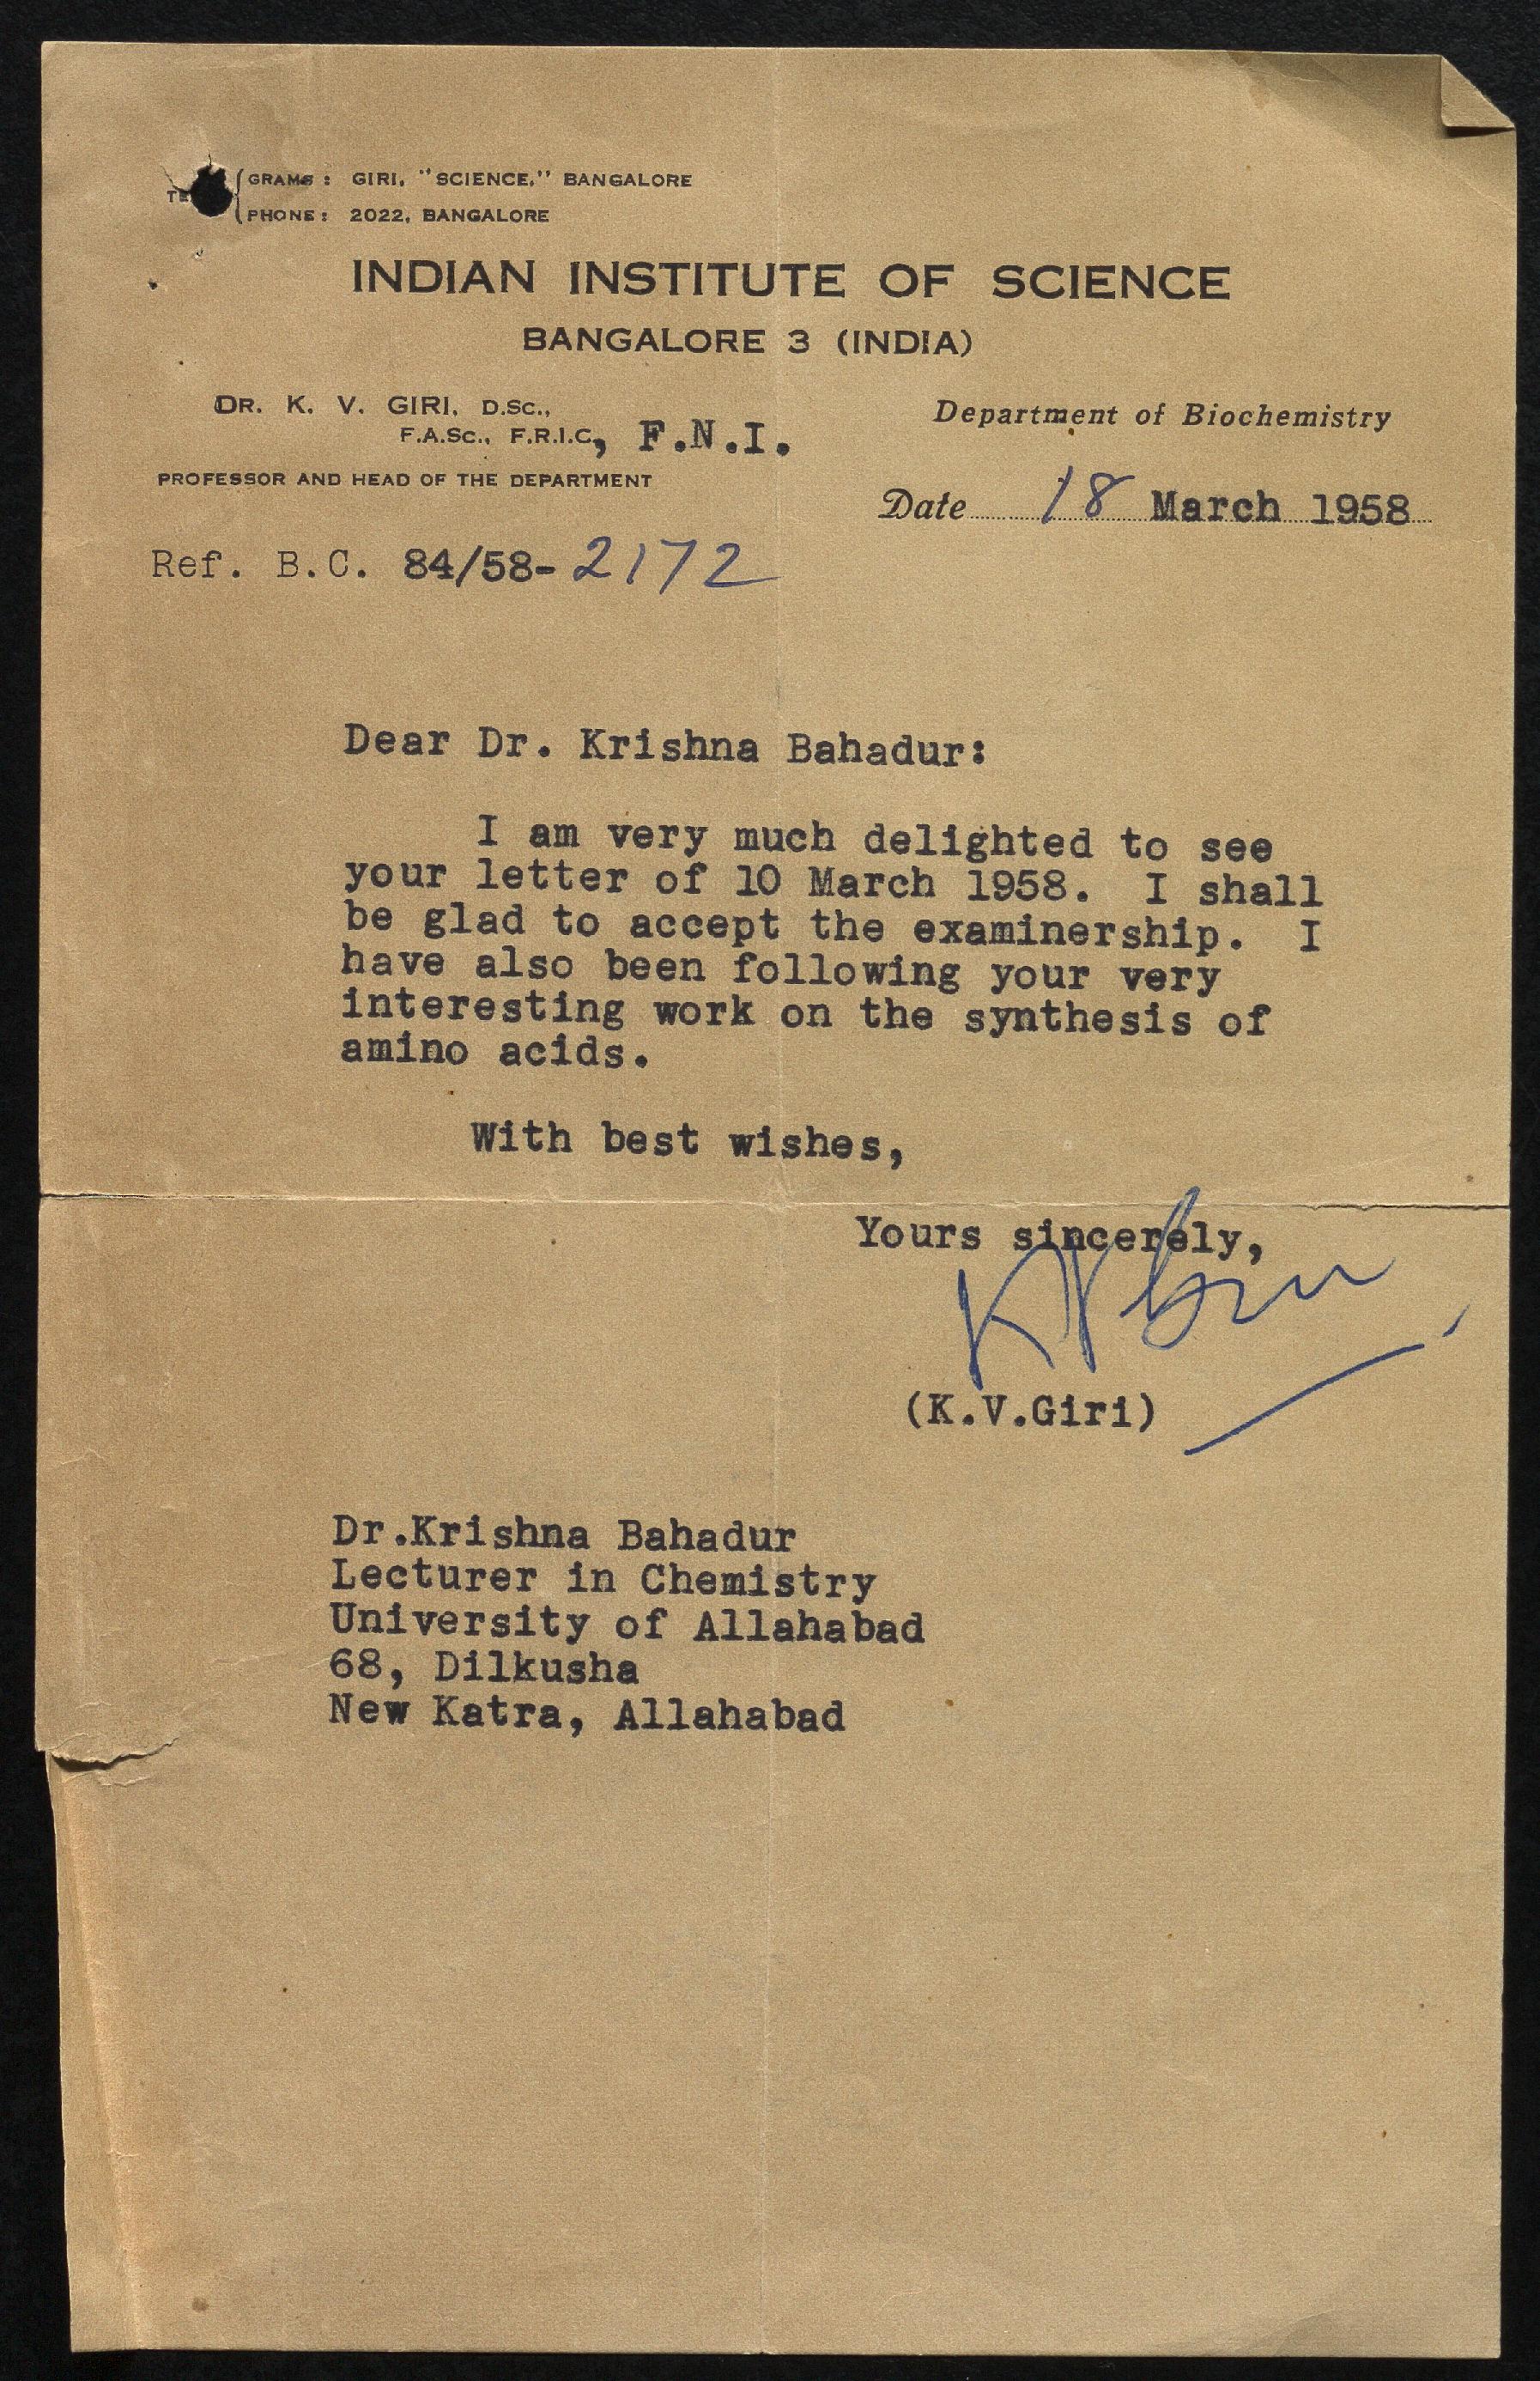 GRAMS : GIRI, "SCIENCE," BANGALORE
PHONE : 2022, BANGALORE
INDIAN INSTITUTE OF SCIENCE
BANGALORE 3 (INDIA)
DR. K. V. GIRI, D.Sc.,
F.A.Sc., F.R.I.C., F.N.I.
PROFESSOR AND HEAD OF THE DEPARTMENT
Department of Biochemistry
Date 18 March 1958
Ref. B.C. 84/58-2172
Dear Dr. Krishna Bahadur:
I am very much delighted to see
your letter of 10 March 1958. I shall
be glad to accept the examinership. I
have also been following your very
interesting work on the synthesis of
amino acids.
With best wishes,
Yours sincerely,
(K.V.Giri)
Dr.Krishna Bahadur
Lecturer in Chemistry
University of Allahabad
68, Dilkusha
New Katra, Allahabad